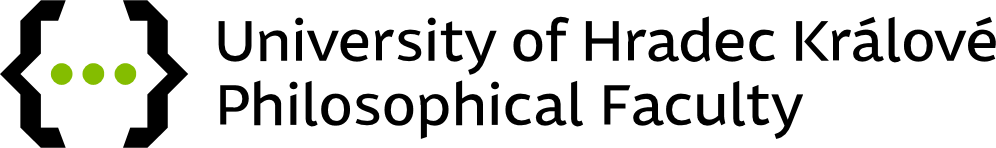 University of Hradec Králové
Philosophical Faculty